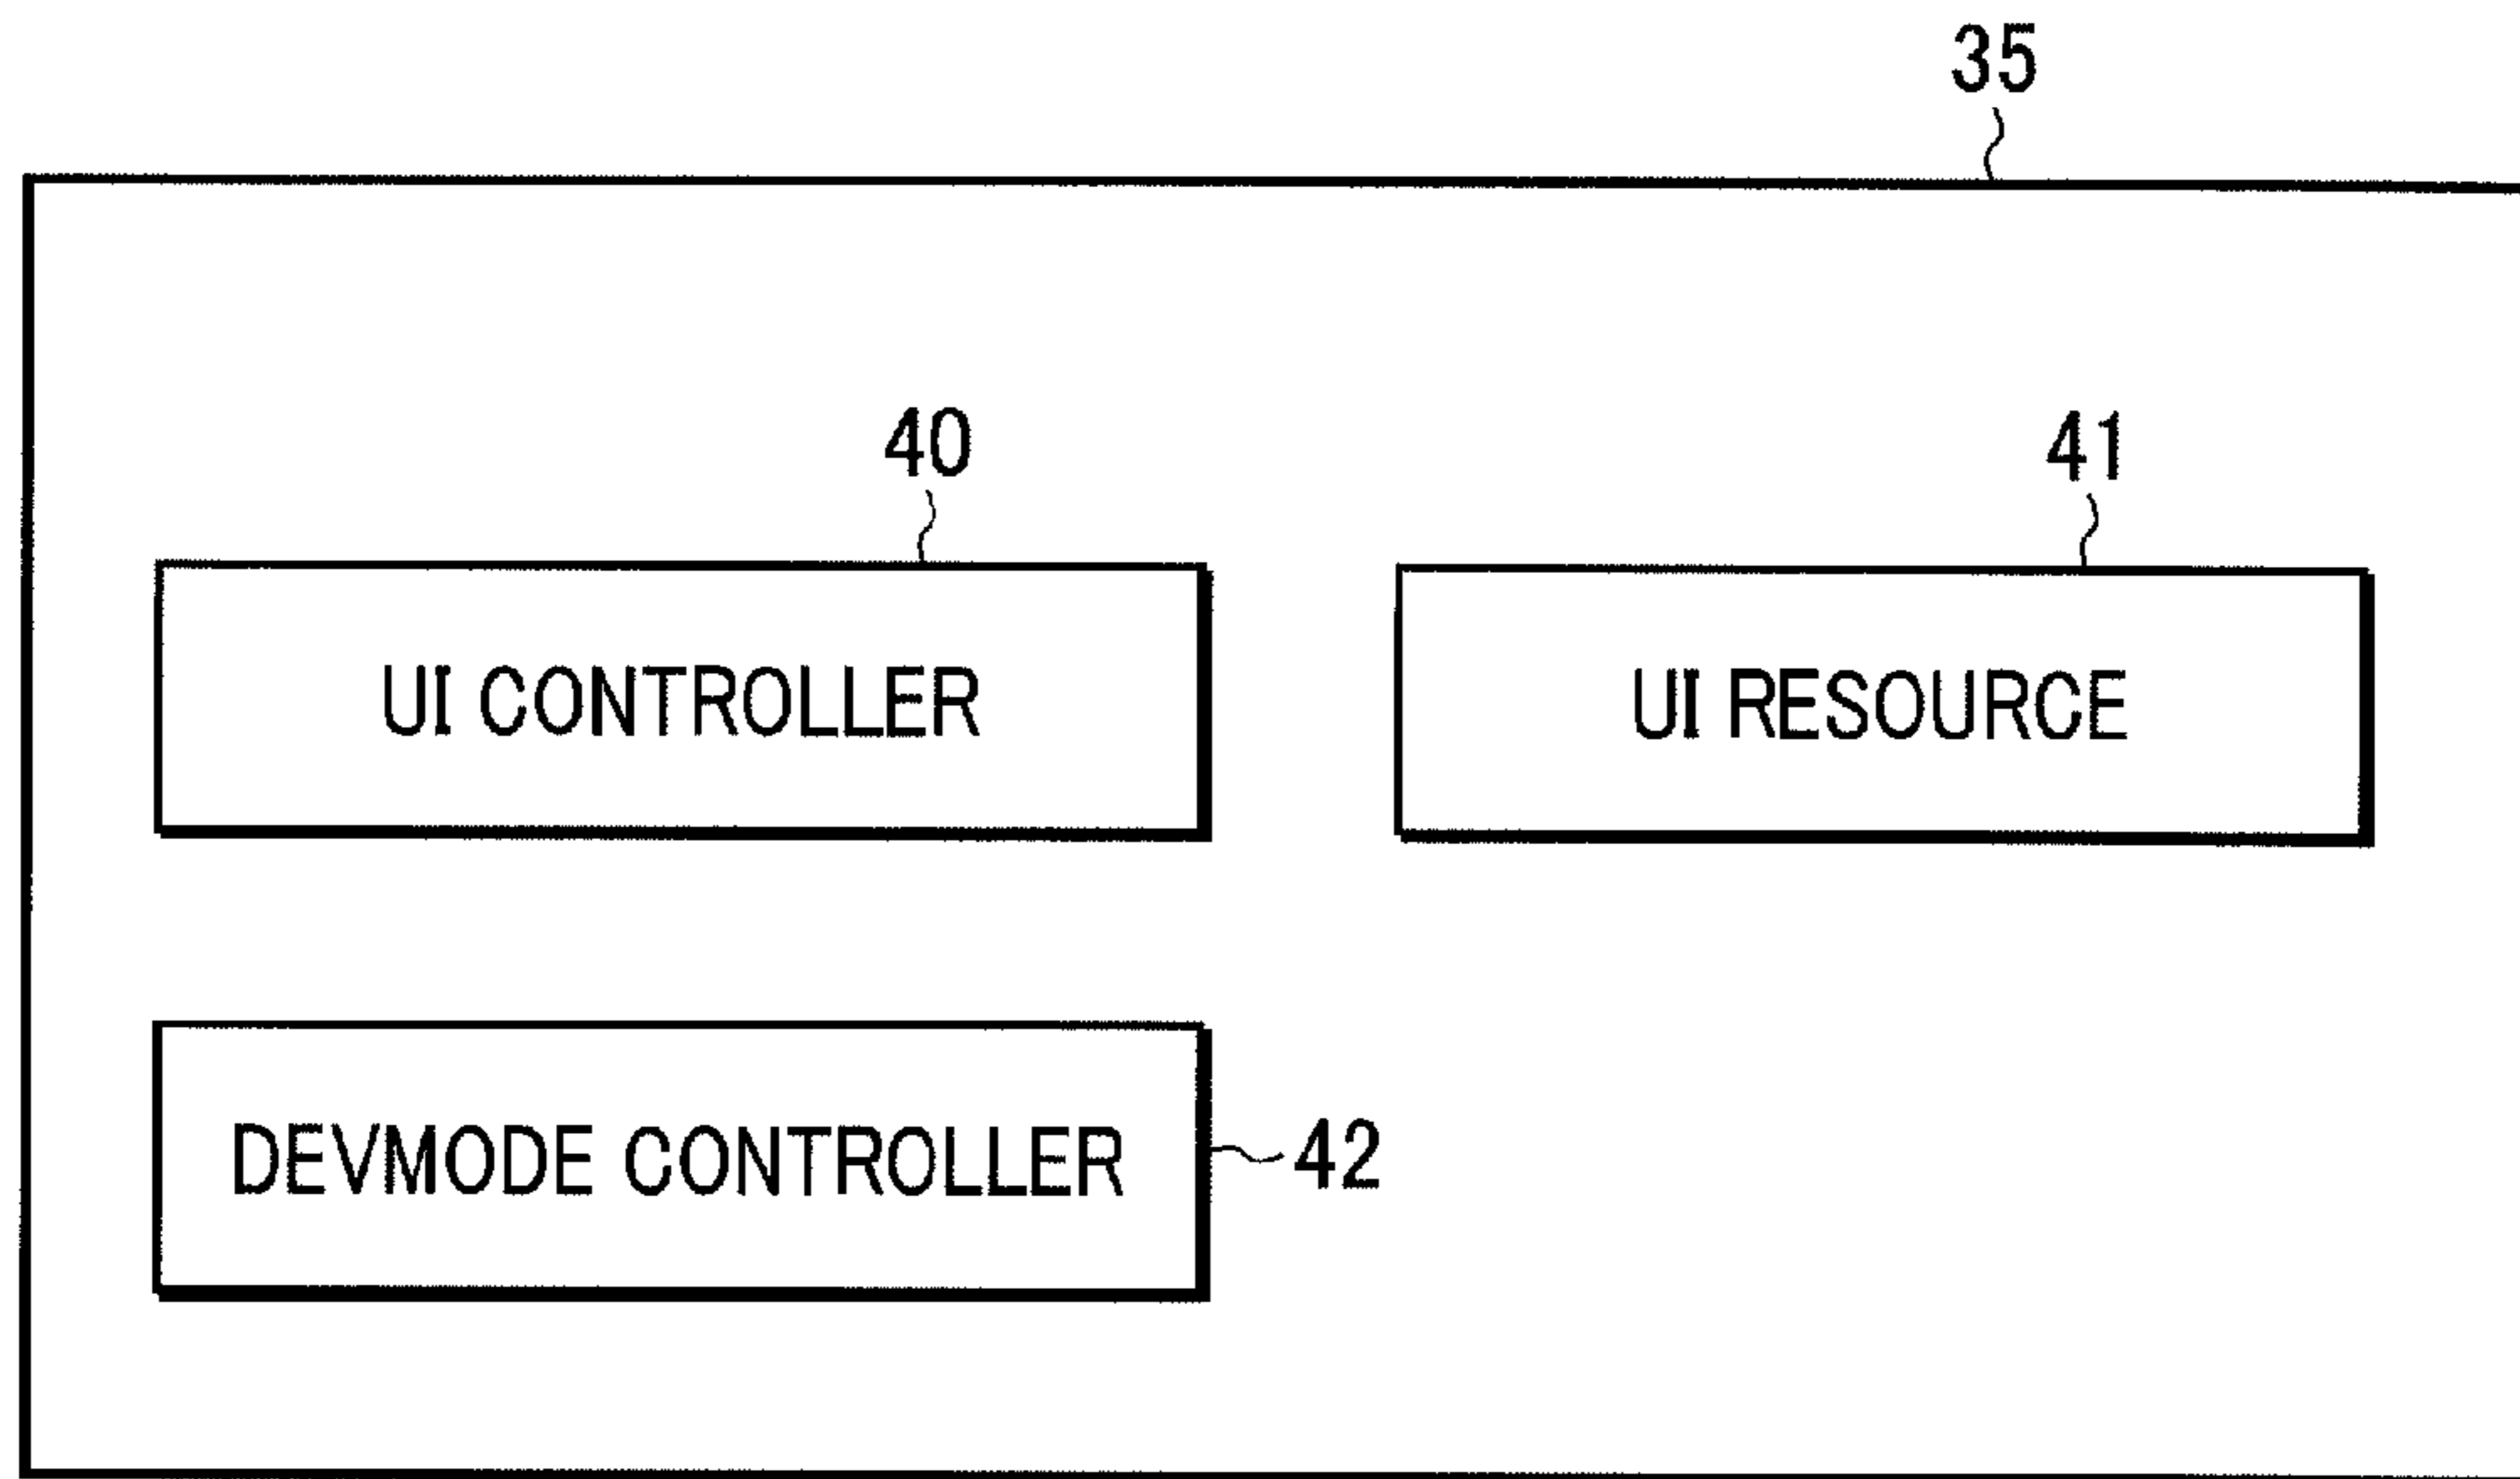 35
40
41
UI CONTROLLER
UI RESOURCE
DEVMODE CONTROLLER
42